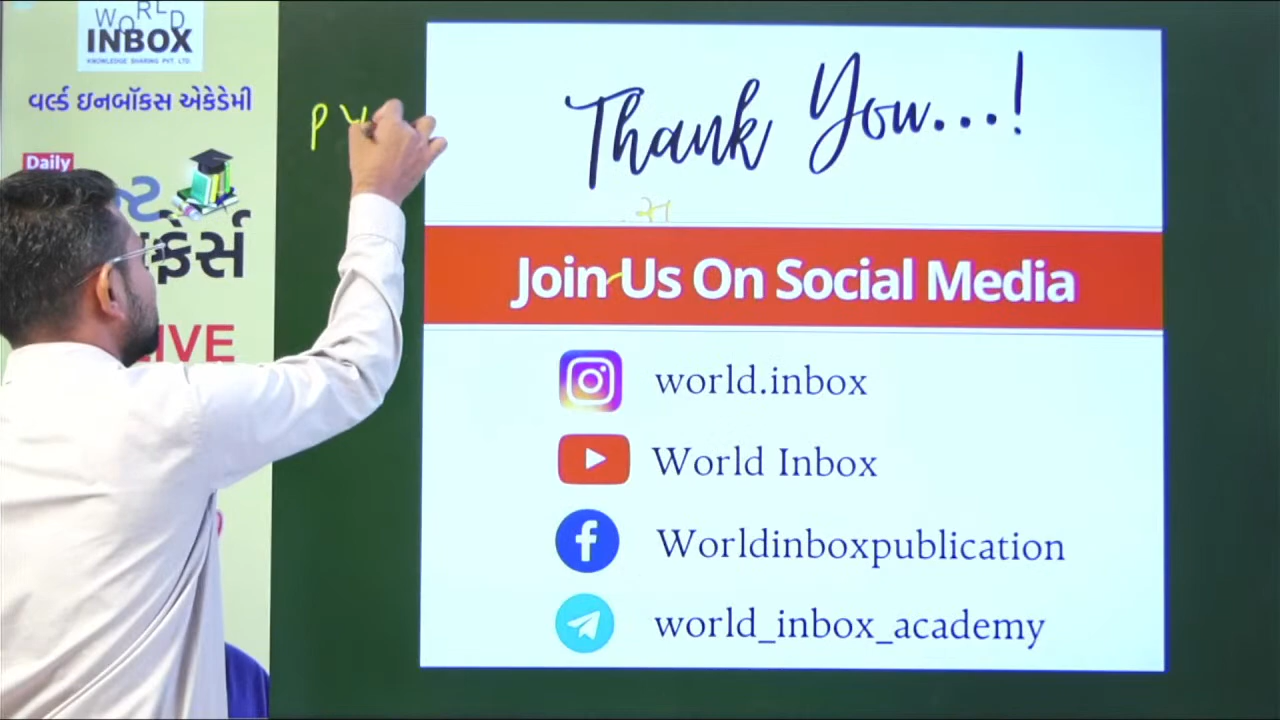 WORLD
INBOX
KNOWLEDGE SHARING PVT. LTD.
વર્લ્ડ ઇનબૉક્સ એકેડેમી
Daily
LIVE
P
Thank You...!
Join Us On Social Media
world.inbox
World Inbox
Worldinboxpublication
world_inbox_academy